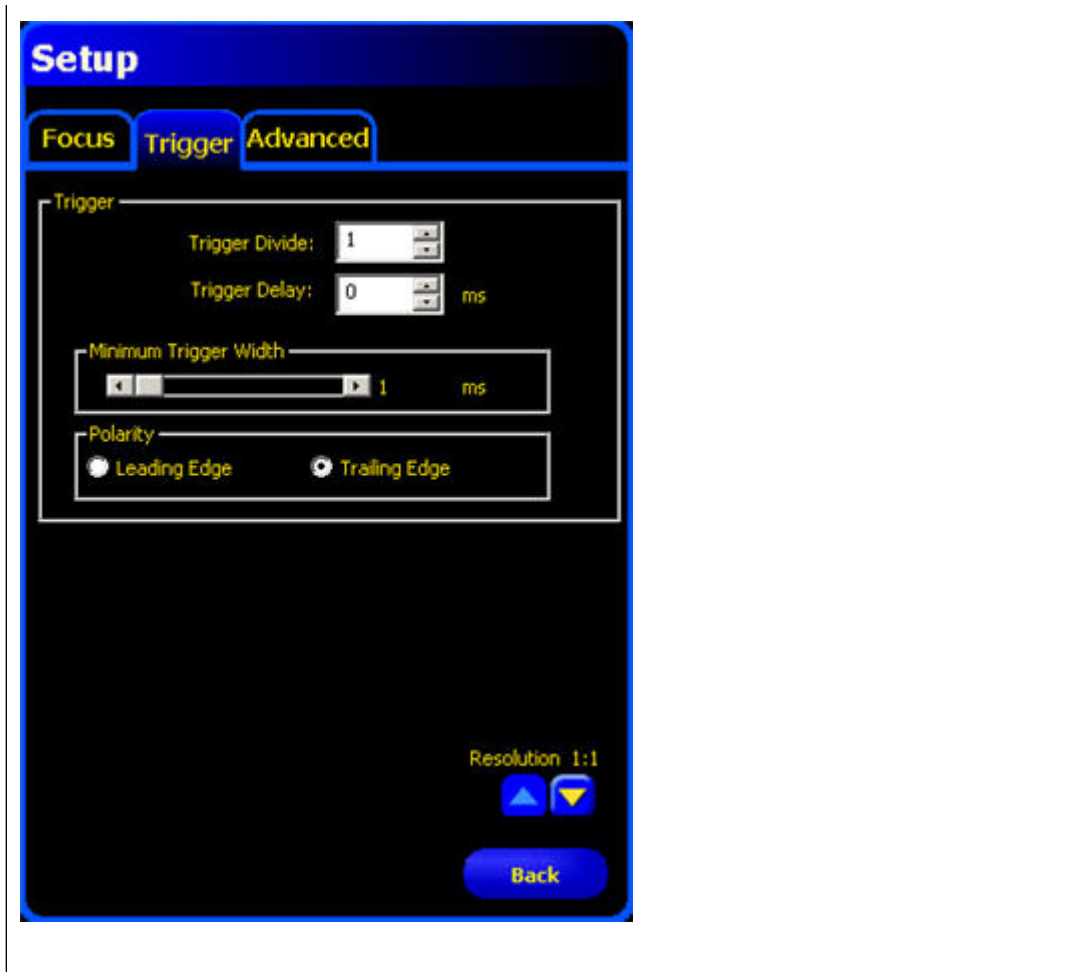 Setup
Focus Trigger Advanced
Trigger
Trigger Divide: 1
Trigger Delay: 0 ms
Minimum Trigger Width
1 ms
Polarity
Leading Edge Trailing Edge
Resolution 1:1
Back